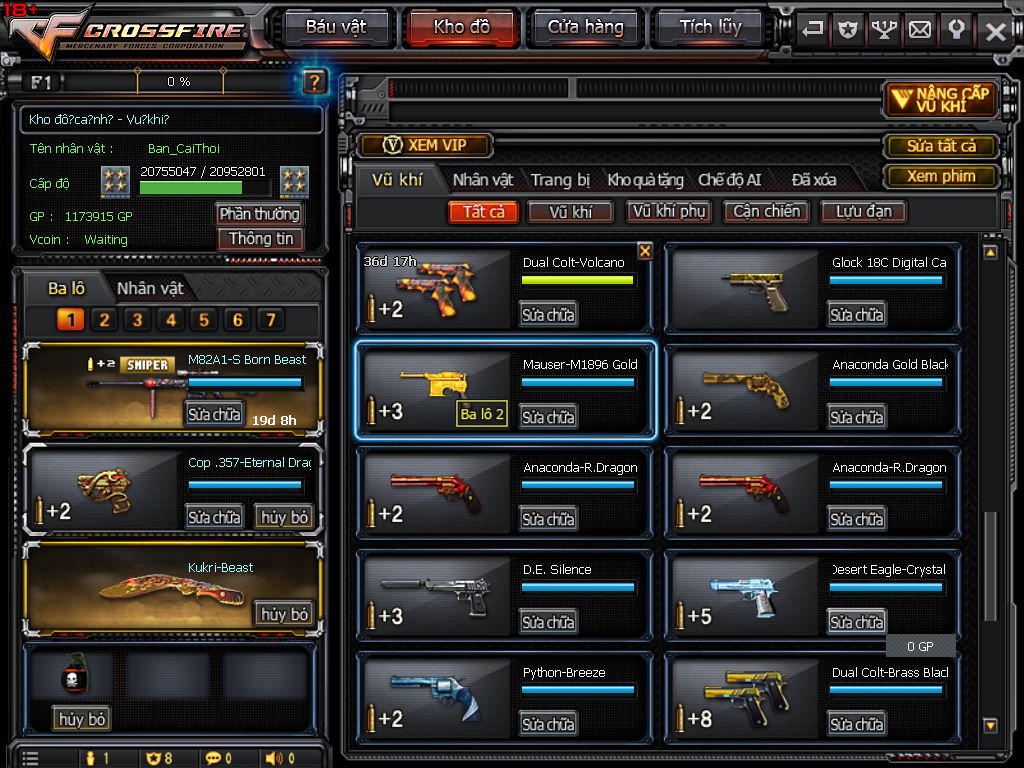 18+
CROSSFIRE
MERCENARY FORCES CORPORATION
Báu vật
Kho đồ
Cửa hàng
Tích lũy
F1
0 %
?
NÂNG CẤP
VŨ KHÍ
Kho đồ?ca?nh? - Vu?khi?
Tên nhân vật :
Ban_CaiThoi
Cấp độ
20755047 / 20952801
GP :
1173915 GP
Phần thưởng
Vcoin :
Waiting
Thông tin
XEM VIP
Sửa tất cả
Xem phim
Vũ khí
Nhân vật
Trang bị
Kho quà tặng
Chế độ AI
Đã xóa
Tất cả
Vũ khí
Vũ khí phụ
Cận chiến
Lựu đạn
Ba lô
Nhân vật
1 2 3 4 5 6 7
+2
SNIPER
M82A1-S Born Beast
Sửa chữa
19d 8h
Cop .357-Eternal Drag
+2
Sửa chữa
hủy bỏ
Kukri-Beast
hủy bỏ
hủy bỏ
1
8
0
0
36d 17h
Dual Colt-Volcano
+2
Sửa chữa
Glock 18C Digital Ca
Sửa chữa
Mauser-M1896 Gold
+3
Ba lô 2
Sửa chữa
Anaconda Gold Black
+2
Sửa chữa
Anaconda-R.Dragon
+2
Sửa chữa
Anaconda-R.Dragon
+2
Sửa chữa
D.E. Silence
+3
Sửa chữa
Desert Eagle-Crystal
+5
Sửa chữa
0 GP
Python-Breeze
+2
Sửa chữa
Dual Colt-Brass Blacl
+8
Sửa chữa